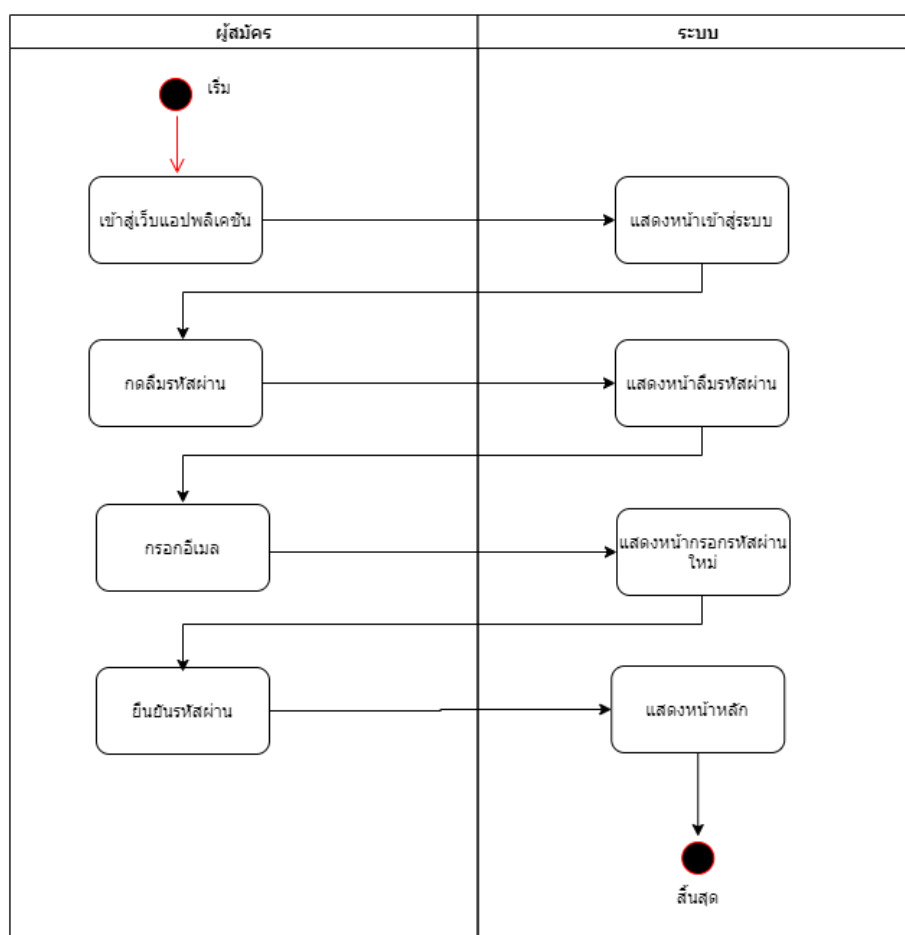 ผู้สมัคร
ระบบ
เริ่ม
เข้าสู่เว็บแอปพลิเคชัน
แสดงหน้าเข้าสู่ระบบ
กดลืมรหัสผ่าน
แสดงหน้าลืมรหัสผ่าน
กรอกอีเมล
แสดงหน้ากรอกรหัสผ่าน
ใหม่
ยืนยันรหัสผ่าน
แสดงหน้าหลัก
สิ้นสุด